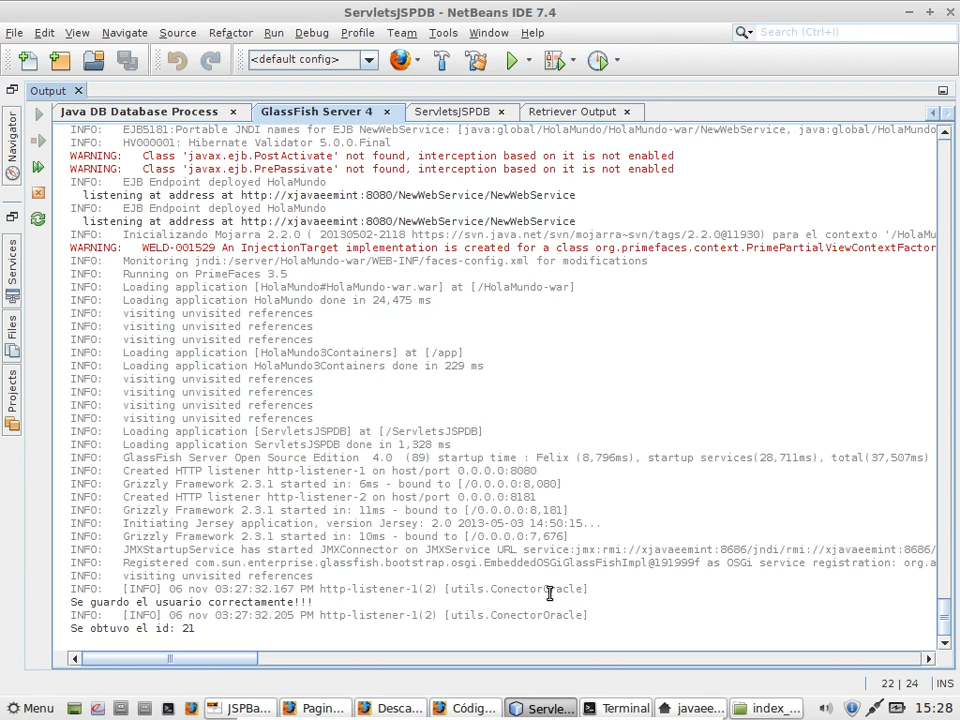 ServletsJSPDB - NetBeans IDE 7.4
File Edit View Navigate Source Refactor Run Debug Profile Team Tools Window Help
Search (Ctrl+I)
<default config>
Output
Java DB Database Process GlassFish Server 4 ServletsJSPDB Retriever Output
Navigator
Services
Files
Projects
INFO: EJB5181:Portable JNDI names for EJB NewWebService: [java:global/HolaMundo/HolaMundo-war/NewWebService, java:global/HolaMundo
INFO: HV000001: Hibernate Validator 5.0.0.Final
WARNING: Class 'javax.ejb.PostActivate' not found, interception based on it is not enabled
WARNING: Class 'javax.ejb.PrePassivate' not found, interception based on it is not enabled
INFO: EJB Endpoint deployed HolaMundo
listening at address at http://xjavaeemint:8080/NewWebService/NewWebService
INFO: EJB Endpoint deployed HolaMundo
listening at address at http://xjavaeemint:8080/NewWebService/NewWebService
INFO: Inicializando Mojarra 2.2.0 ( 20130502-2118 https://svn.java.net/svn/mojarra~svn/tags/2.2.0@11930) para el contexto '/HolaMu
WARNING: WELD-001529 An InjectionTarget implementation is created for a class org.primefaces.context.PrimePartialViewContextFactor
INFO: Monitoring jndi:/server/HolaMundo-war/WEB-INF/faces-config.xml for modifications
INFO: Running on PrimeFaces 3.5
INFO: Loading application [HolaMundo#HolaMundo-war.war] at [/HolaMundo-war]
INFO: Loading application HolaMundo done in 24,475 ms
INFO: visiting unvisited references
INFO: visiting unvisited references
INFO: visiting unvisited references
INFO: Loading application [HolaMundo3Containers] at [/app]
INFO: Loading application HolaMundo3Containers done in 229 ms
INFO: visiting unvisited references
INFO: visiting unvisited references
INFO: visiting unvisited references
INFO: visiting unvisited references
INFO: Loading application [ServletsJSPDB] at [/ServletsJSPDB]
INFO: Loading application ServletsJSPDB done in 1,328 ms
INFO: GlassFish Server Open Source Edition 4.0 (89) startup time : Felix (8,796ms), startup services(28,711ms), total(37,507ms)
INFO: Created HTTP listener http-listener-1 on host/port 0.0.0.0:8080
INFO: Grizzly Framework 2.3.1 started in: 6ms - bound to [/0.0.0.0:8,080]
INFO: Created HTTP listener http-listener-2 on host/port 0.0.0.0:8181
INFO: Grizzly Framework 2.3.1 started in: 11ms - bound to [/0.0.0.0:8,181]
INFO: Initiating Jersey application, version Jersey: 2.0 2013-05-03 14:50:15...
INFO: Grizzly Framework 2.3.1 started in: 10ms - bound to [/0.0.0.0:7,676]
INFO: JMXStartupService has started JMXConnector on JMXService URL service:jmx:rmi://xjavaeemint:8686/jndi/rmi://xjavaeemint:8686/
INFO: Registered com.sun.enterprise.glassfish.bootstrap.osgi.EmbeddedOSGiGlassFishImpl@191999f as OSGi service registration: org.a
INFO: visiting unvisited references
INFO: [INFO] 06 nov 03:27:32.167 PM http-listener-1(2) [utils.ConectorOracle]
Se guardo el usuario correctamente!!!
INFO: [INFO] 06 nov 03:27:32.205 PM http-listener-1(2) [utils.ConectorOracle]
Se obtuvo el id: 21
22 | 24 INS
Menu JSPBa... Pagin... Desca... Códig... Servle... Terminal javaee... index_... 15:28